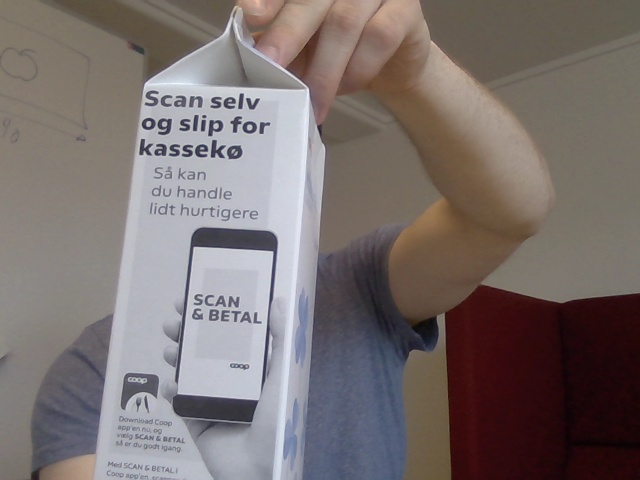 Scan selv
og slip for
kassekø
Så kan
du handle
lidt hurtigere
SCAN
& BETAL
coop
coop
Download Coop
app'en nu, og
vælg SCAN & BETAL
så er du godt igang.
Med SCAN & BETAL i
Coop app'en,